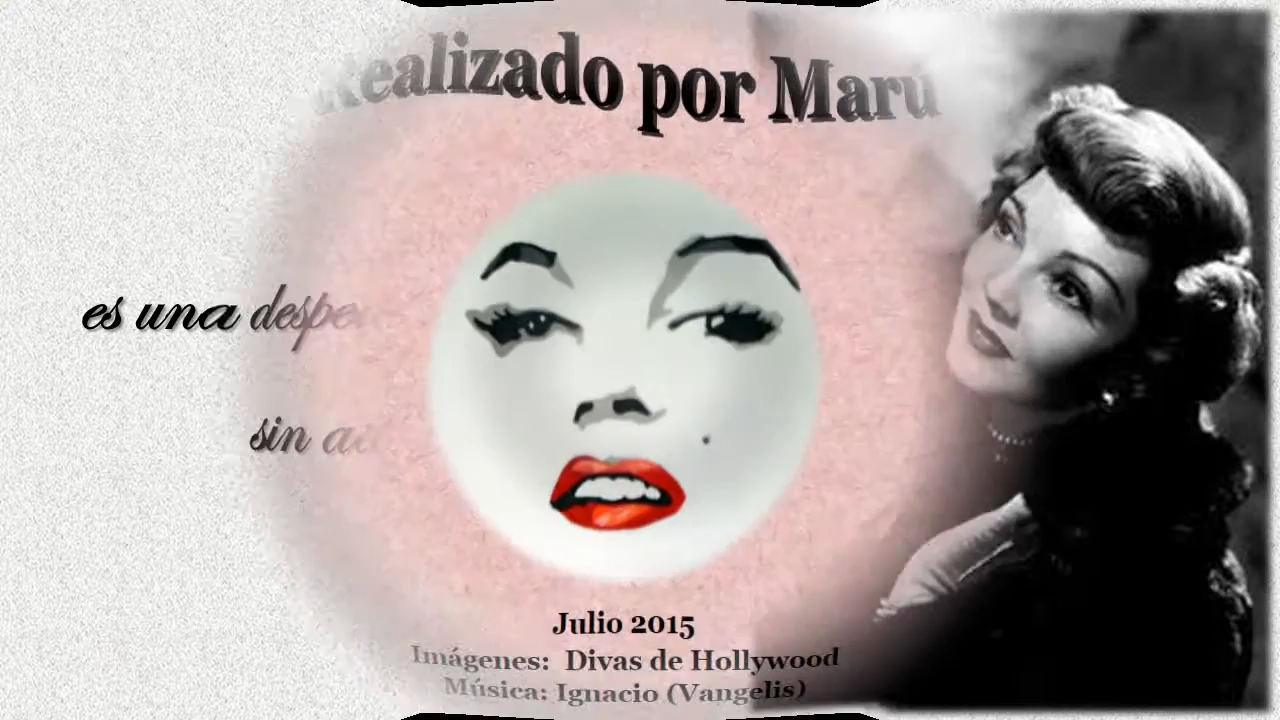 Realizado por Maru
es una
sin
Julio 2015
Imágenes: Divas de Hollywood
Música: Ignacio (Vangelis)